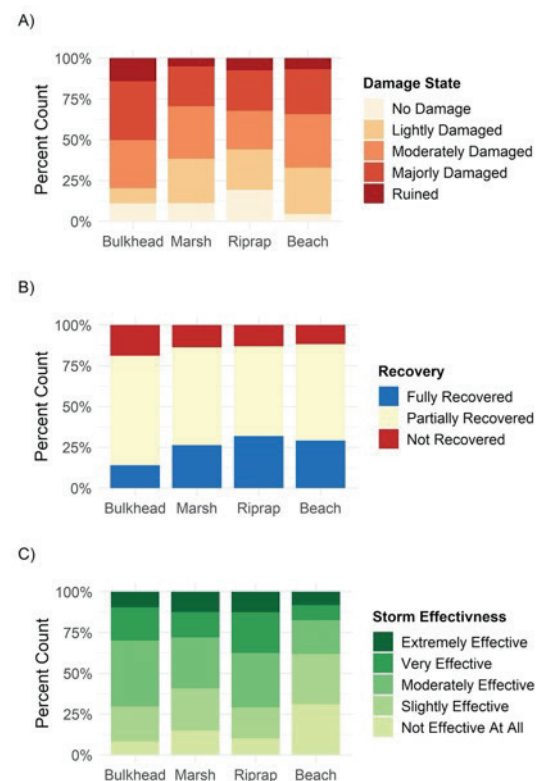 A)
Percent Count
100%
75%
50%
25%
0%
Bulkhead Marsh Riprap Beach
Damage State
No Damage
Lightly Damaged
Moderately Damaged
Majorly Damaged
Ruined
B)
Percent Count
100%
75%
50%
25%
0%
Bulkhead Marsh Riprap Beach
Recovery
Fully Recovered
Partially Recovered
Not Recovered
C)
Percent Count
100%
75%
50%
25%
0%
Bulkhead Marsh Riprap Beach
Storm Effectivness
Extremely Effective
Very Effective
Moderately Effective
Slightly Effective
Not Effective At All